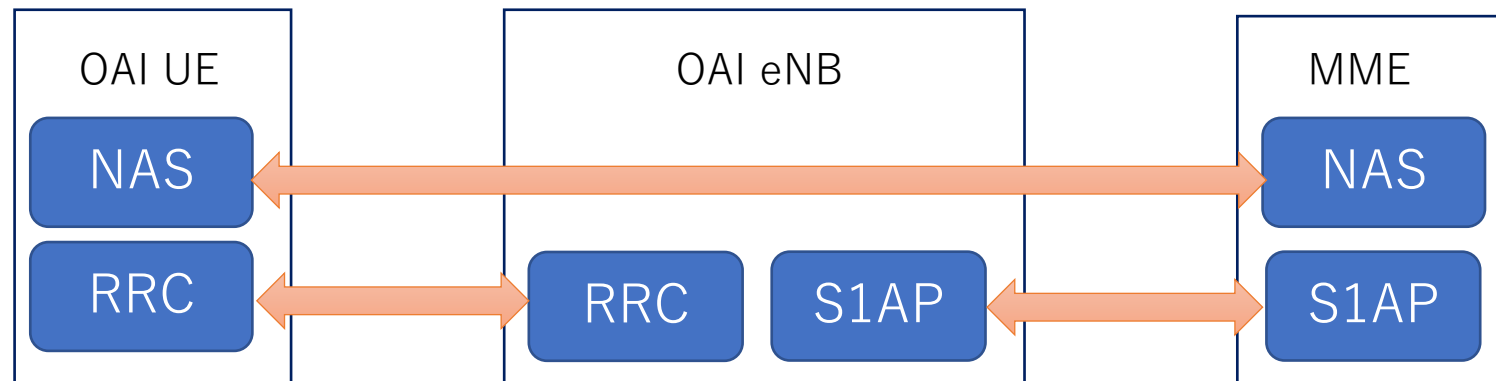 OAI UE
OAI eNB
MME
NAS
NAS
RRC
RRC
S1AP
S1AP